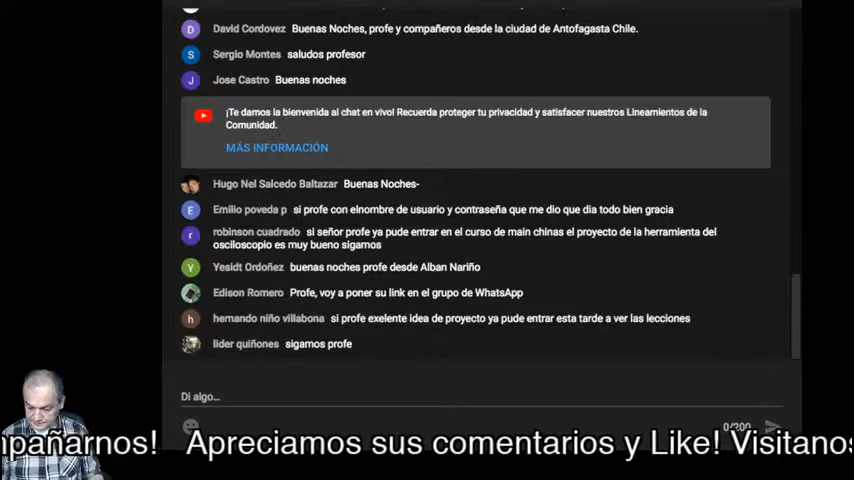 D David Cordovez Buenas Noches, profe y compañeros desde la ciudad de Antofagasta Chile.
S Sergio Montes saludos profesor
J Jose Castro Buenas noches
¡Te damos la bienvenida al chat en vivo! Recuerda proteger tu privacidad y satisfacer nuestros Lineamientos de la
Comunidad.
MÁS INFORMACIÓN
Hugo Nel Salcedo Baltazar Buenas Noches-
E Emilio poveda p si profe con elnombre de usuario y contraseña que me dio que dia todo bien gracia
r robinson cuadrado si señor profe ya pude entrar en el curso de main chinas el proyecto de la herramienta del
osciloscopio es muy bueno sigamos
Y Yesidt Ordoñez buenas noches profe desde Alban Nariño
Edison Romero Profe, voy a poner su link en el grupo de WhatsApp
h hernando niño villabona si profe exelente idea de proyecto ya pude entrar esta tarde a ver las lecciones
lider quiñones sigamos profe
Di algo...
0/200
mpañarnos! Apreciamos sus comentarios y Like! Visitanos